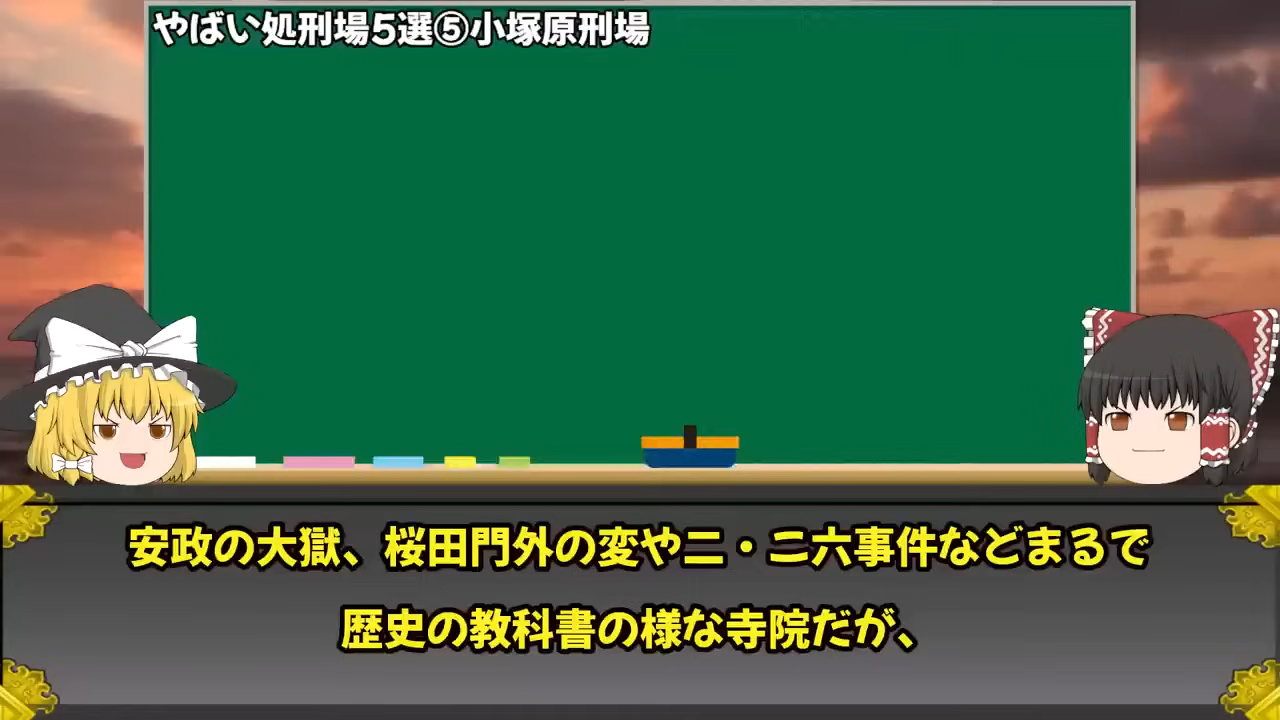 やばい処刑場5選⑤小塚原刑場
安政の大獄、桜田門外の変や二・二六事件などまるで
歴史の教科書の様な寺院だが、